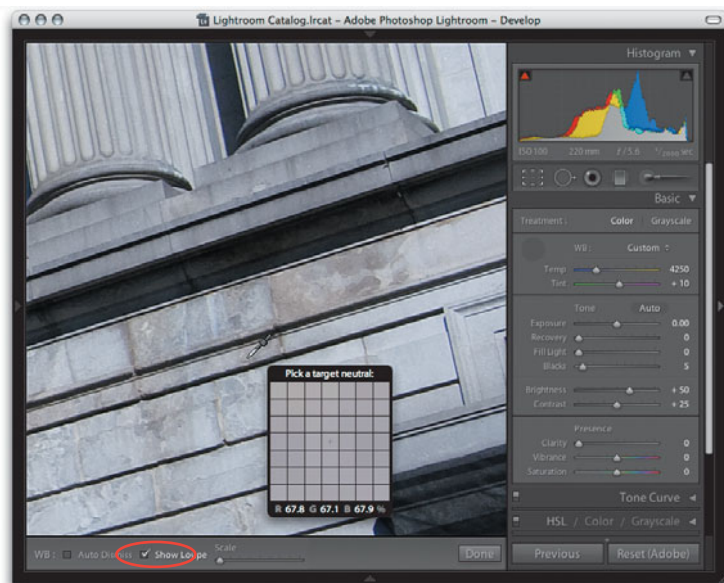 Lightroom Catalog.lrcat – Adobe Photoshop Lightroom – Develop
Histogram
ISO 100 220 mm f / 5.6 sec
Basic
Treatment : Color Grayscale
WB : Custom
Temp 4250
Tint + 10
Tone Auto
Exposure 0.00
Recovery 0
Fill Light 0
Blacks 5
Brightness + 50
Contrast + 25
Presence
Clarity 0
Vibrance 0
Saturation 0
Tone Curve
HSL / Color / Grayscale
Previous Reset (Adobe)
Pick a target neutral:
R 67.8 G 67.1 B 67.9 %
WB : Auto Dismiss Show Loupe Scale Done